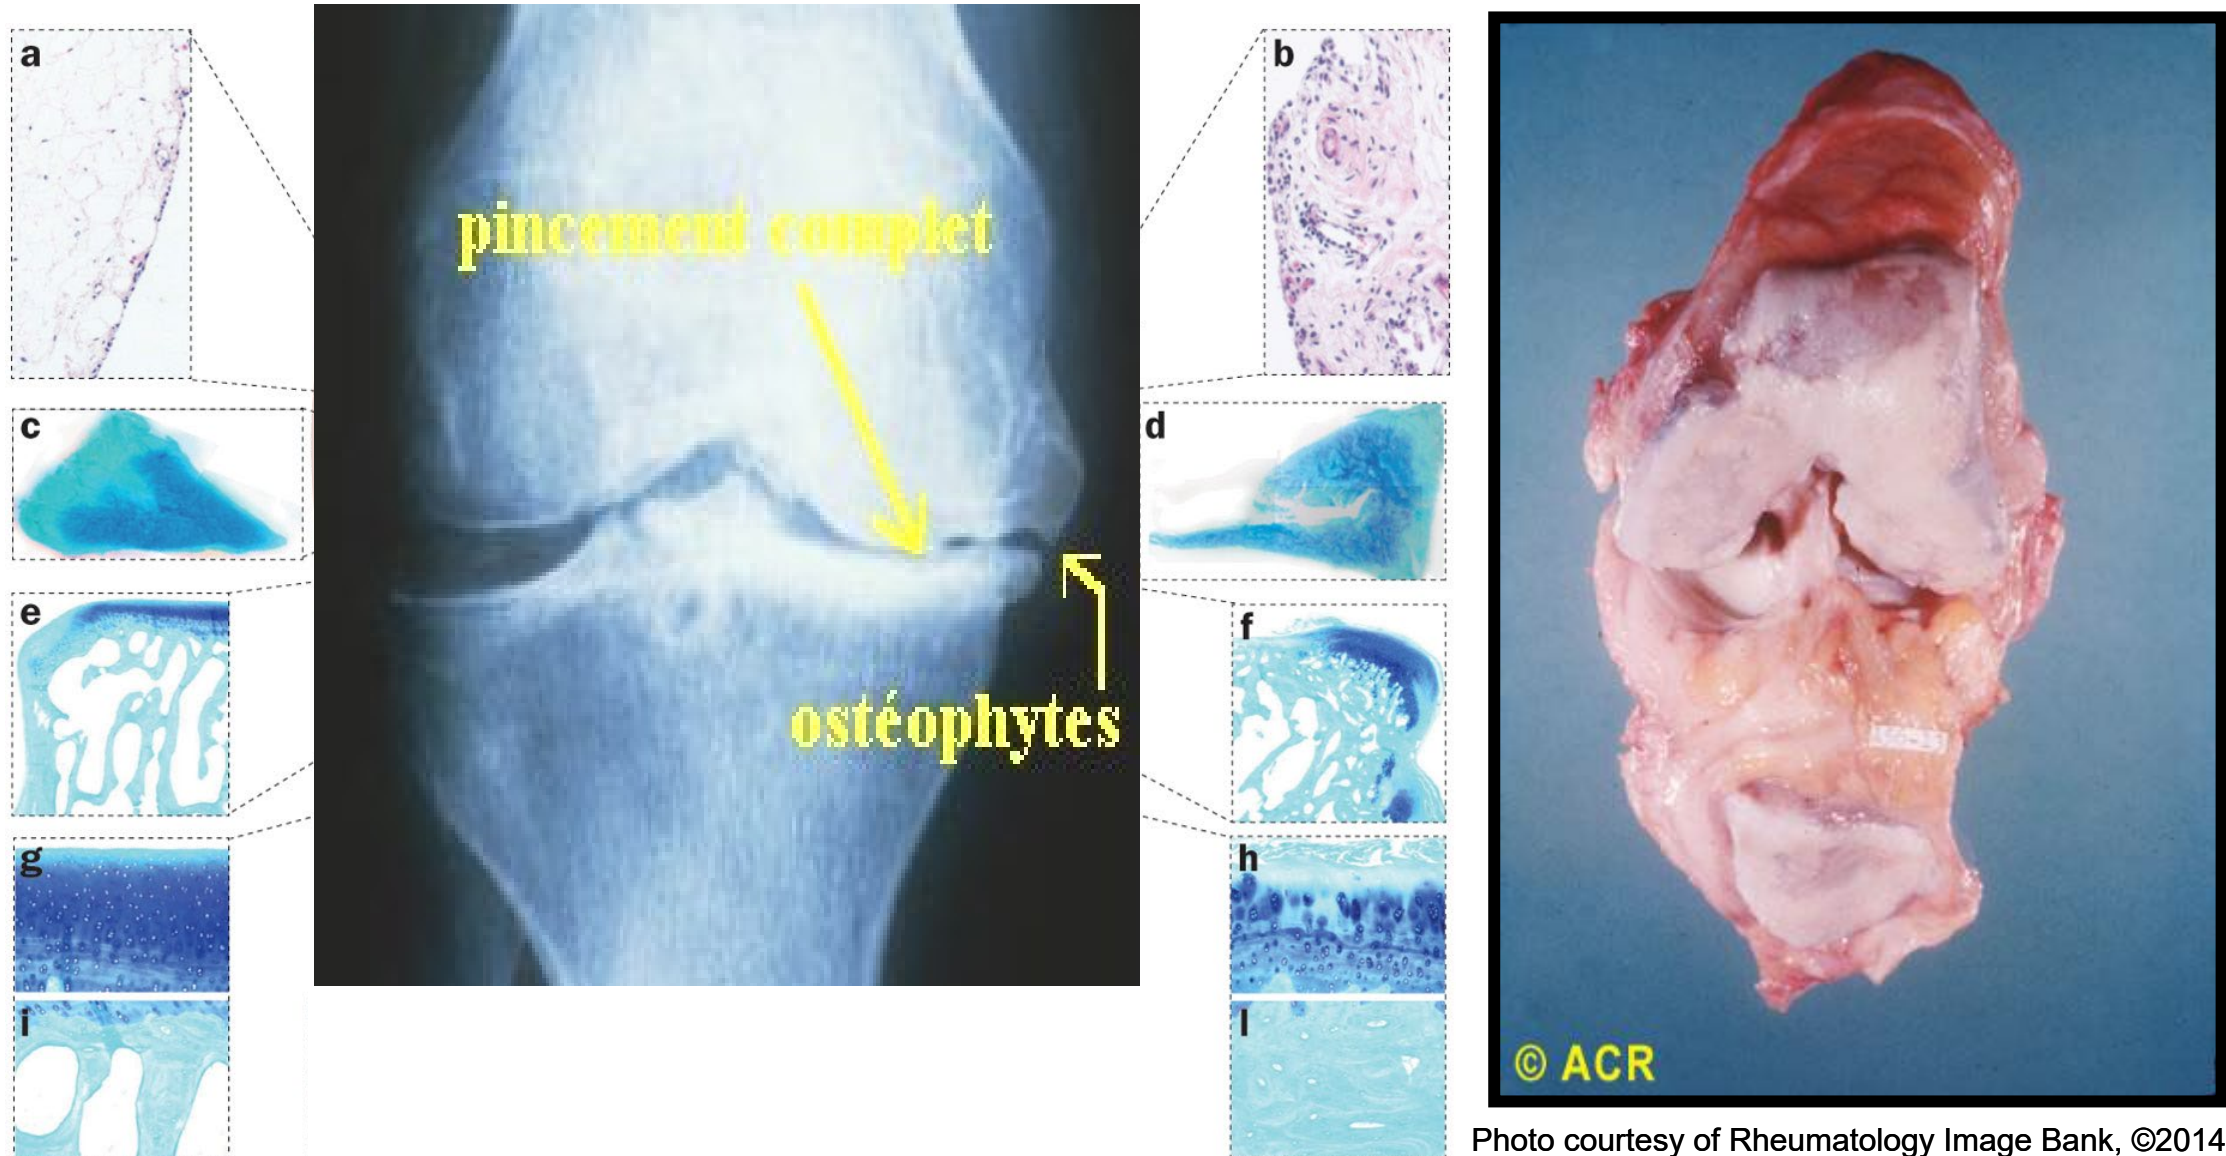 a
b
pincement complet
c
d
e
f
ostéophytes
g
h
i
l
© ACR
Photo courtesy of Rheumatology Image Bank, ©2014